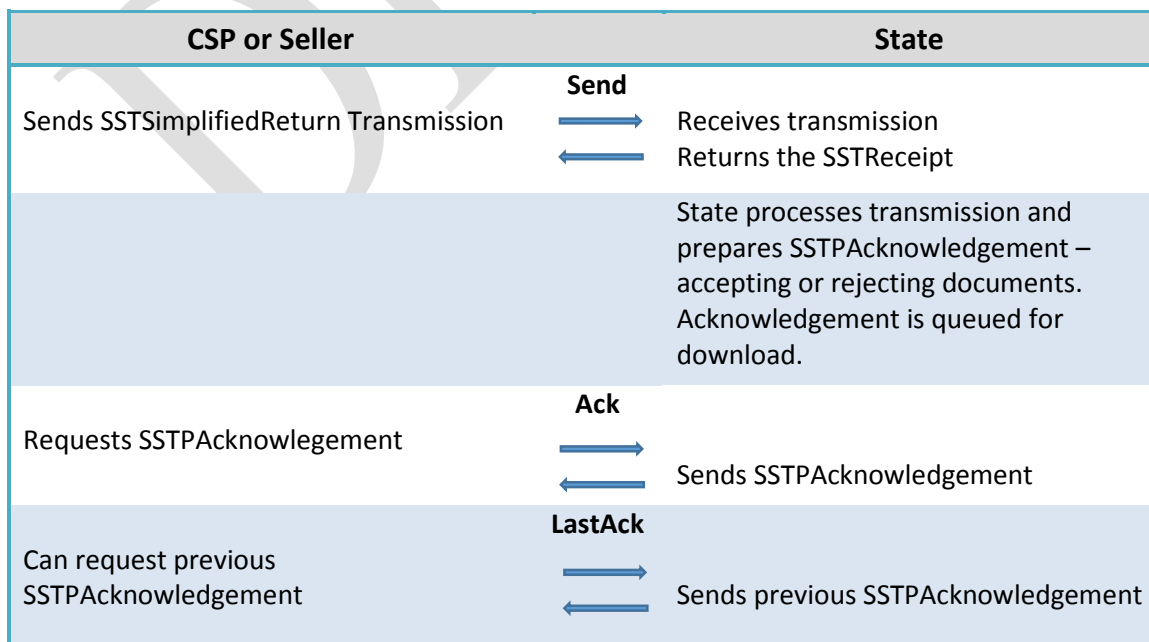 CSP or Seller State
Send
Sends SSTSimplifiedReturn Transmission Receives transmission
Returns the SSTReceipt
State processes transmission and
prepares SSTPAcknowledgement –
accepting or rejecting documents.
Acknowledgement is queued for
download.
Ack
Requests SSTPAcknowlegement
Sends SSTPAcknowledgement
LastAck
Can request previous
SSTPAcknowledgement Sends previous SSTPAcknowledgement